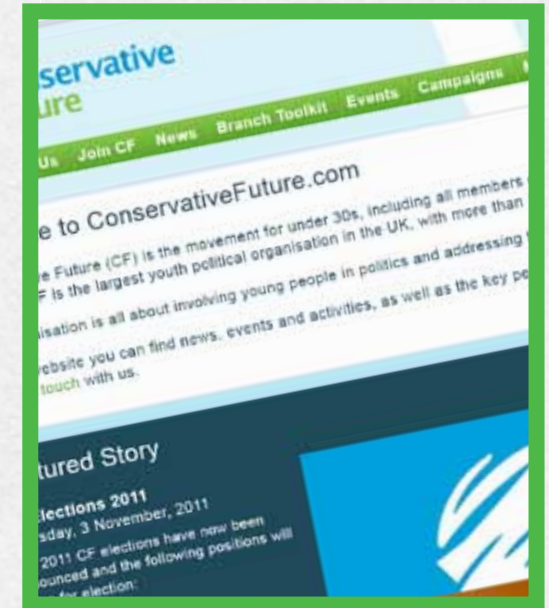 servative
ure
Us Join CF News Branch Toolkit Events Campaigns
e to ConservativeFuture.com
e Future (CF) is the movement for under 30s, including all members
F is the largest youth political organisation in the UK, with more than
isation is all about involving young people in politics and addressing
ebsite you can find news, events and activities, as well as the key pe
touch with us.
tured Story
lections 2011
sday, 3 November, 2011
2011 CF elections have now been
ounced and the following positions will
for election: